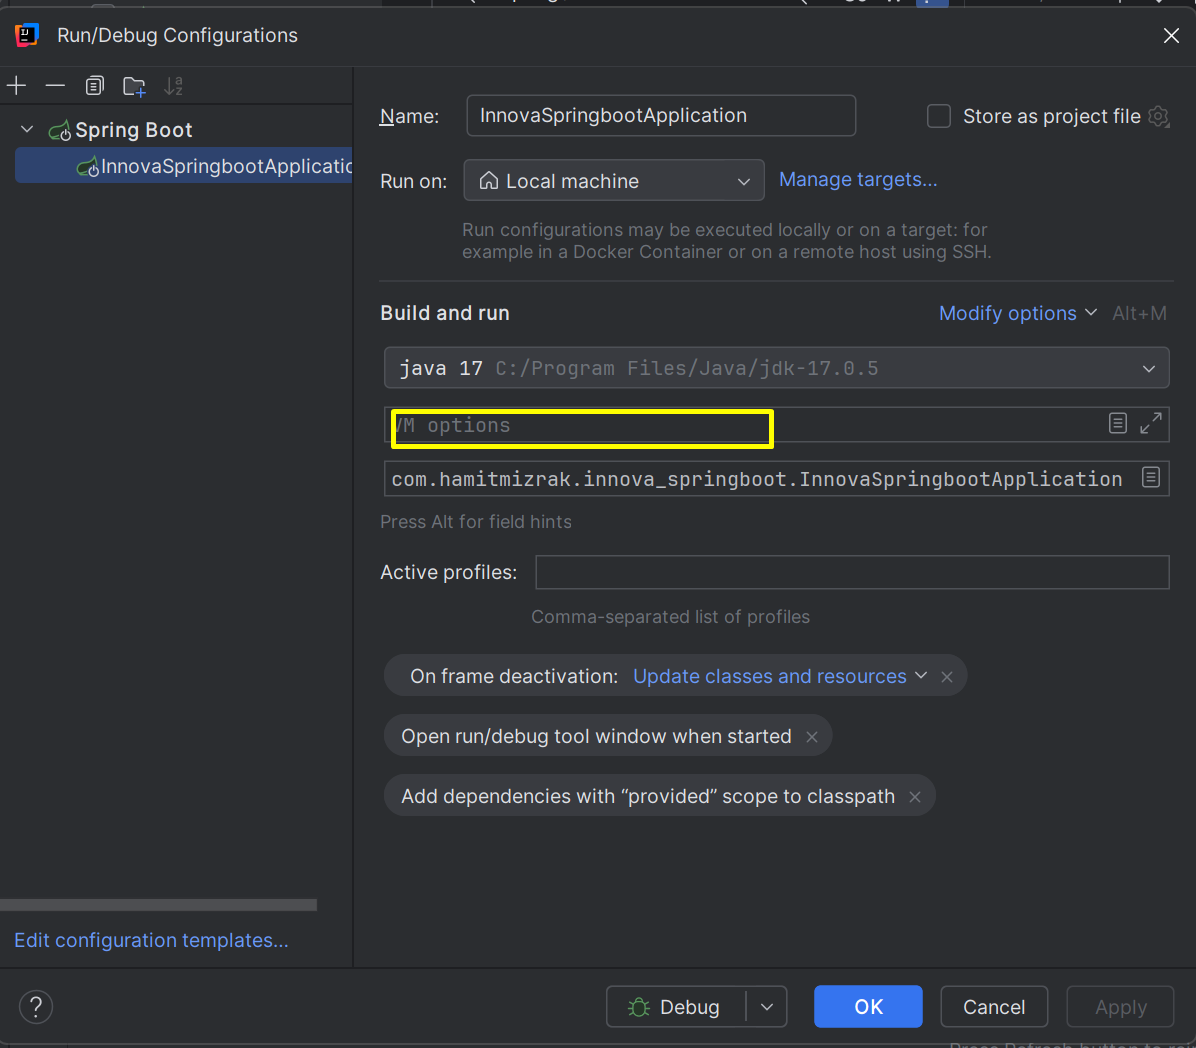 Run/Debug Configurations
Spring Boot
InnovaSpringbootApplicatio
Edit configuration templates...
Name: InnovaSpringbootApplication Store as project file
Run on: Local machine Manage targets...
Run configurations may be executed locally or on a target: for
example in a Docker Container or on a remote host using SSH.
Build and run Modify options Alt+M
java 17 C:/Program Files/Java/jdk-17.0.5
VM options
com.hamitmizrak.innova_springboot.InnovaSpringbootApplication
Press Alt for field hints
Active profiles:
Comma-separated list of profiles
On frame deactivation: Update classes and resources
Open run/debug tool window when started
Add dependencies with “provided” scope to classpath
? Debug OK Cancel Apply